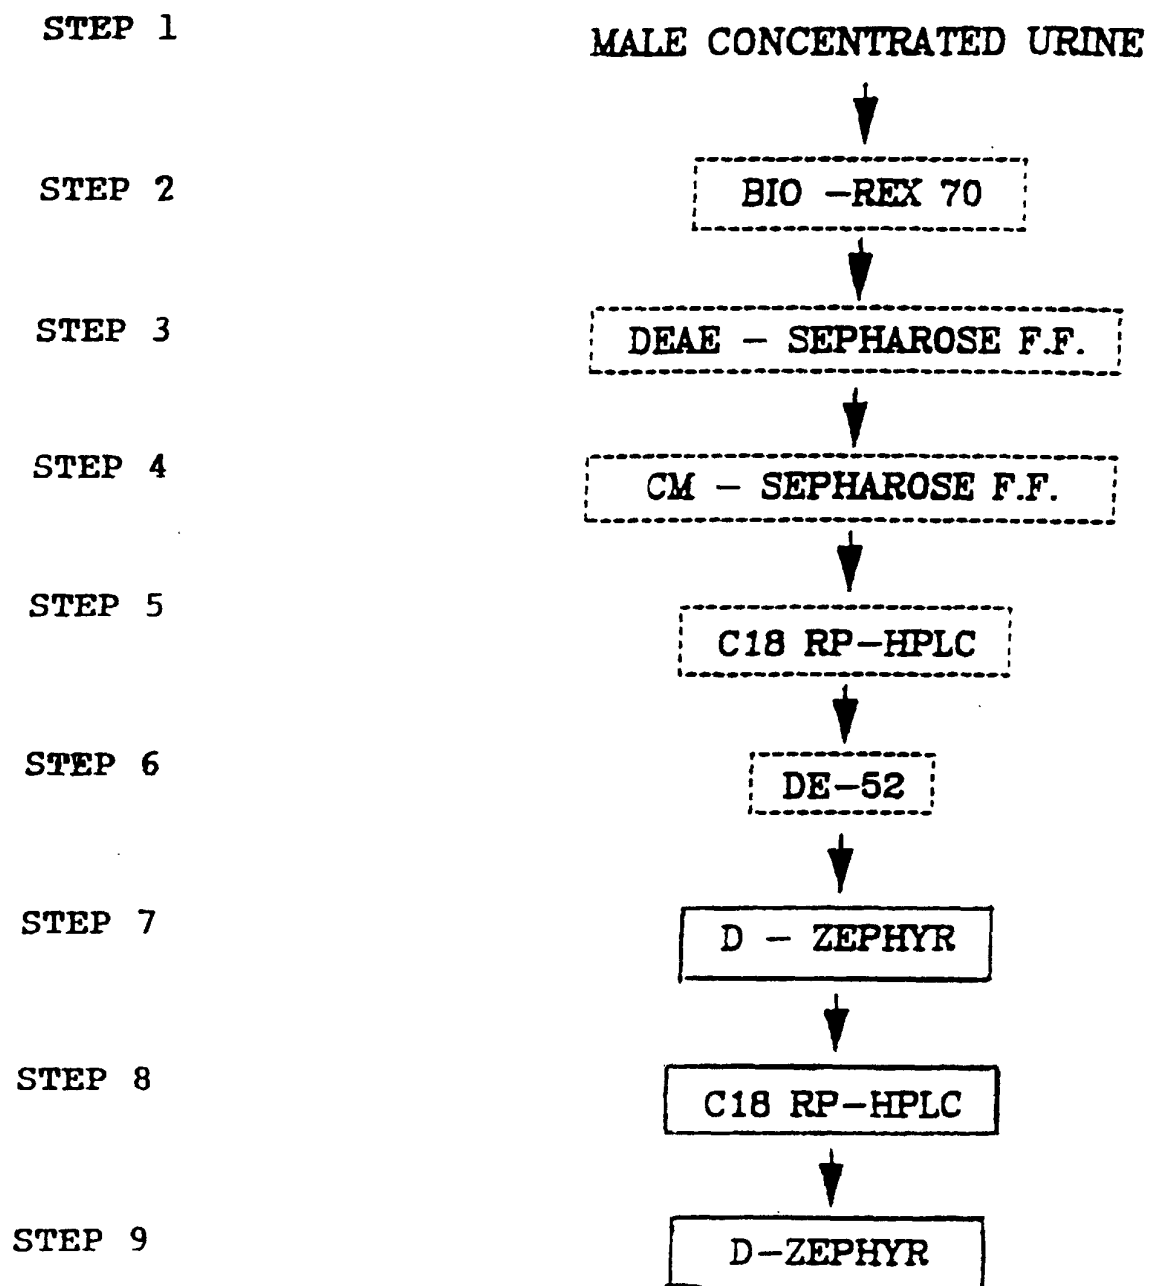 STEP 1
MALE CONCENTRATED URINE
STEP 2
BIO –REX 70
STEP 3
DEAE – SEPHAROSE F.F.
STEP 4
CM – SEPHAROSE F.F.
STEP 5
C18 RP–HPLC
STEP 6
DE–52
STEP 7
D – ZEPHYR
STEP 8
C18 RP–HPLC
STEP 9
D–ZEPHYR